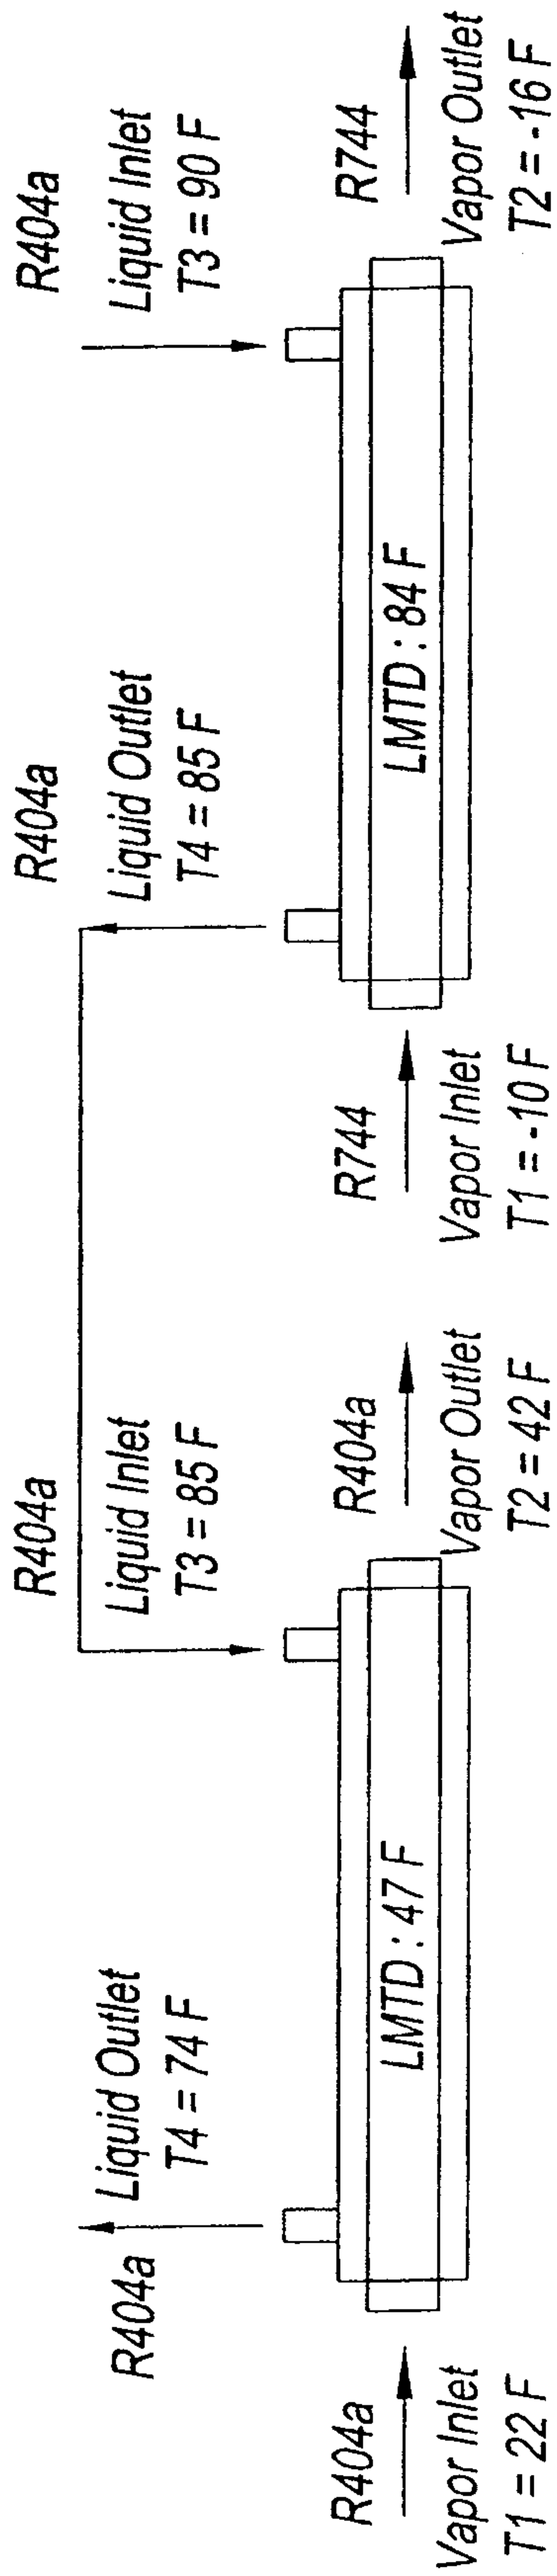 R404a
Liquid Outlet
T4 = 74 F
R404a
Vapor Inlet
T1 = 22 F
LMTD : 47 F
R404a
Liquid Inlet
T3 = 85 F
R404a
Vapor Outlet
T2 = 42 F
R404a
Liquid Outlet
T4 = 85 F
R744
Vapor Inlet
T1 = -10 F
LMTD : 84 F
R404a
Liquid Inlet
T3 = 90 F
R744
Vapor Outlet
T2 = -16 F